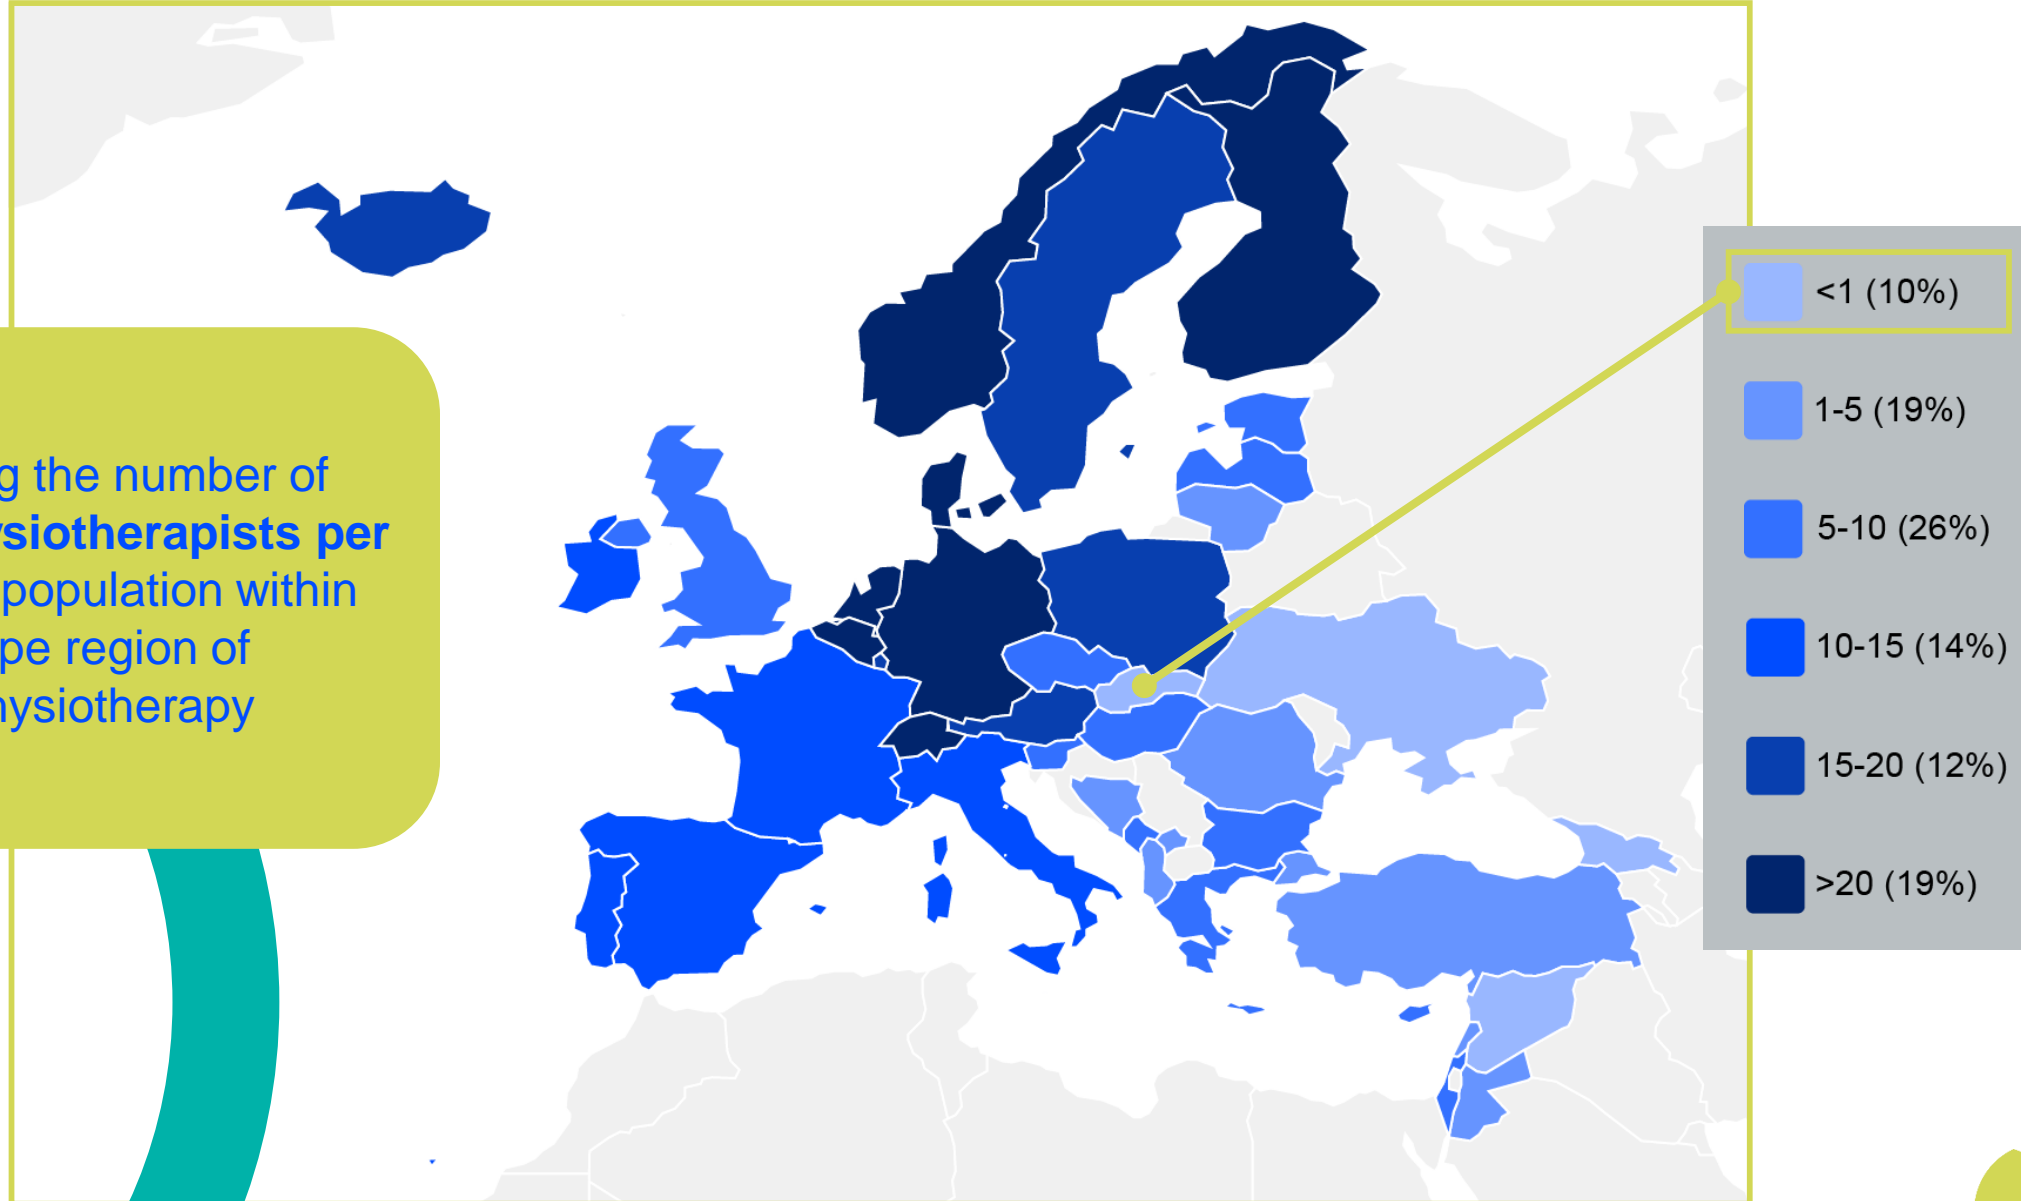 g the number of
ysiotherapists per
population within
pe region of
hysiotherapy
<1 (10%)
1-5 (19%)
5-10 (26%)
10-15 (14%)
15-20 (12%)
>20 (19%)